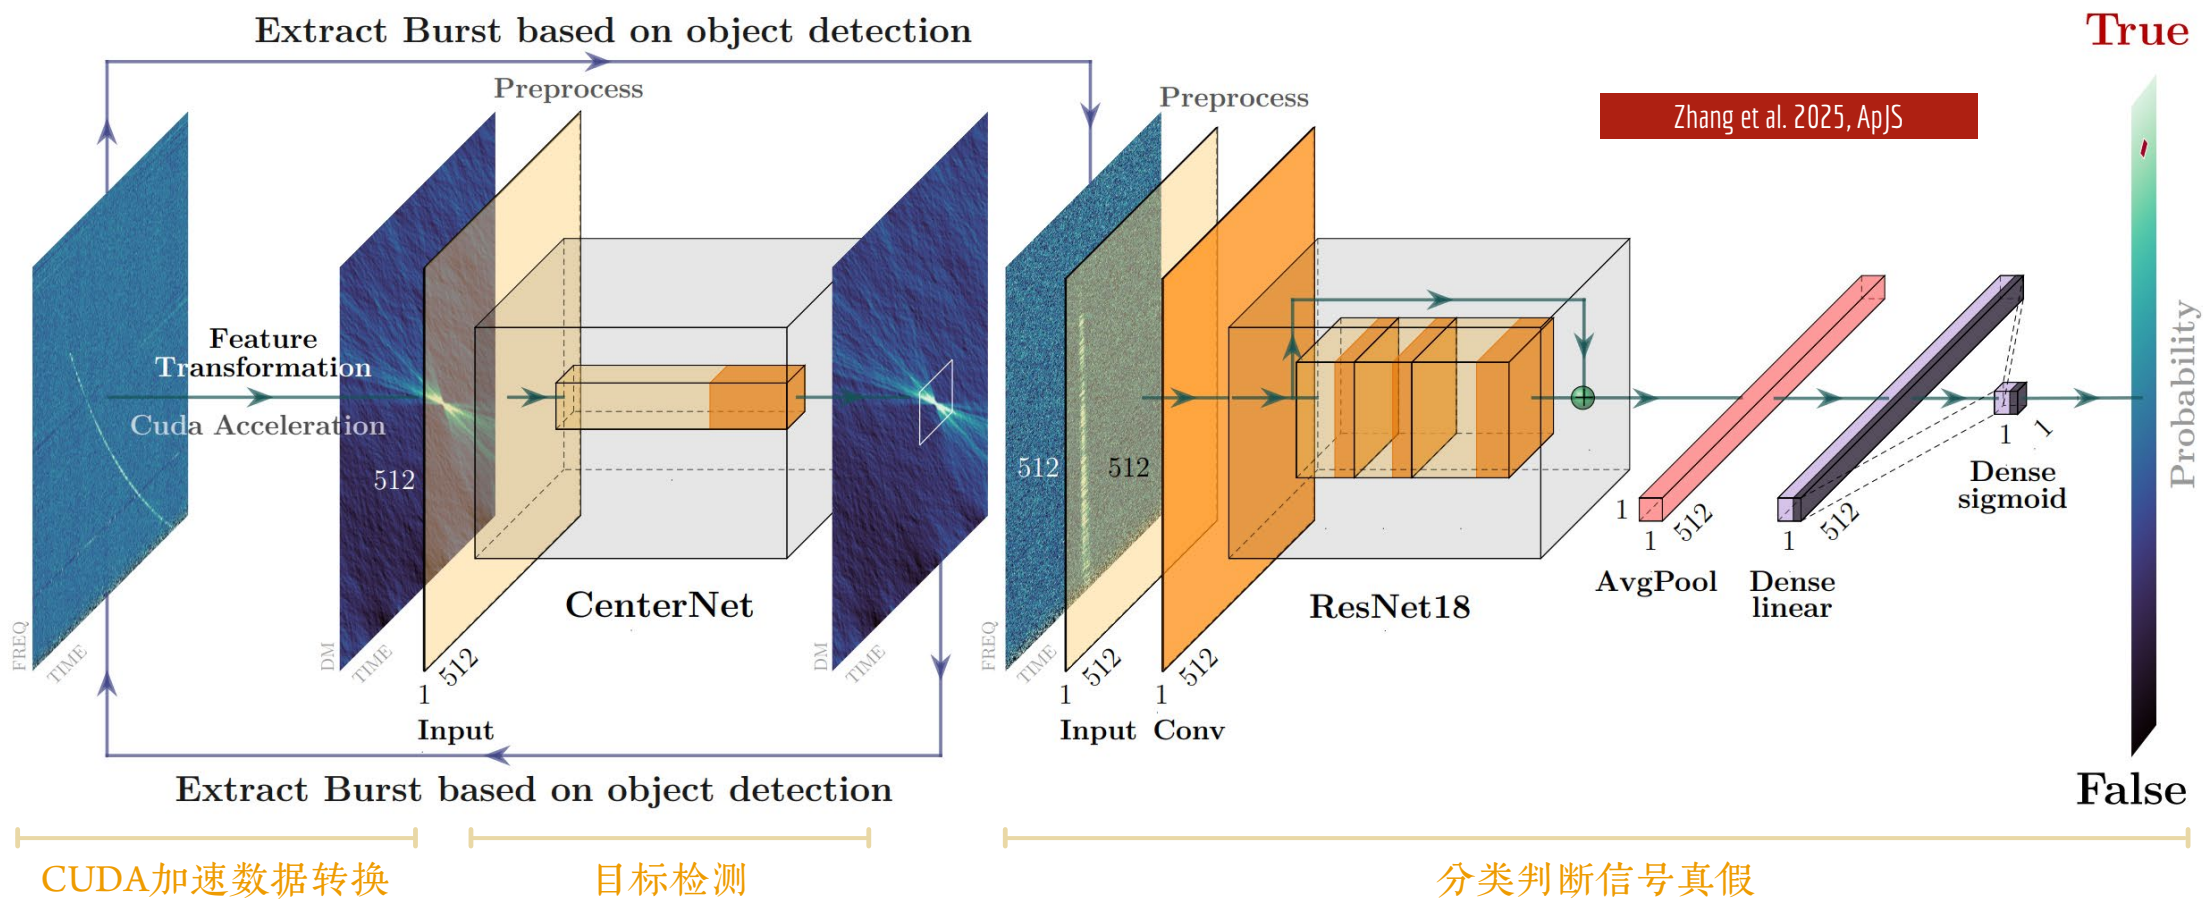 Extract Burst based on object detection
True
Preprocess
Preprocess
Zhang et al. 2025, ApJS
Feature
Transformation
Cuda Acceleration
Probability
512
512
512
1
1
Dense
sigmoid
1
1
512
1
512
AvgPool
Dense
linear
CenterNet
ResNet18
FREQ
TIME
DM
TIME
DM
TIME
FREQ
TIME
1
512
Input
1
512
Input
1
512
Conv
Extract Burst based on object detection
False
CUDA加速数据转换
目标检测
分类判断信号真假